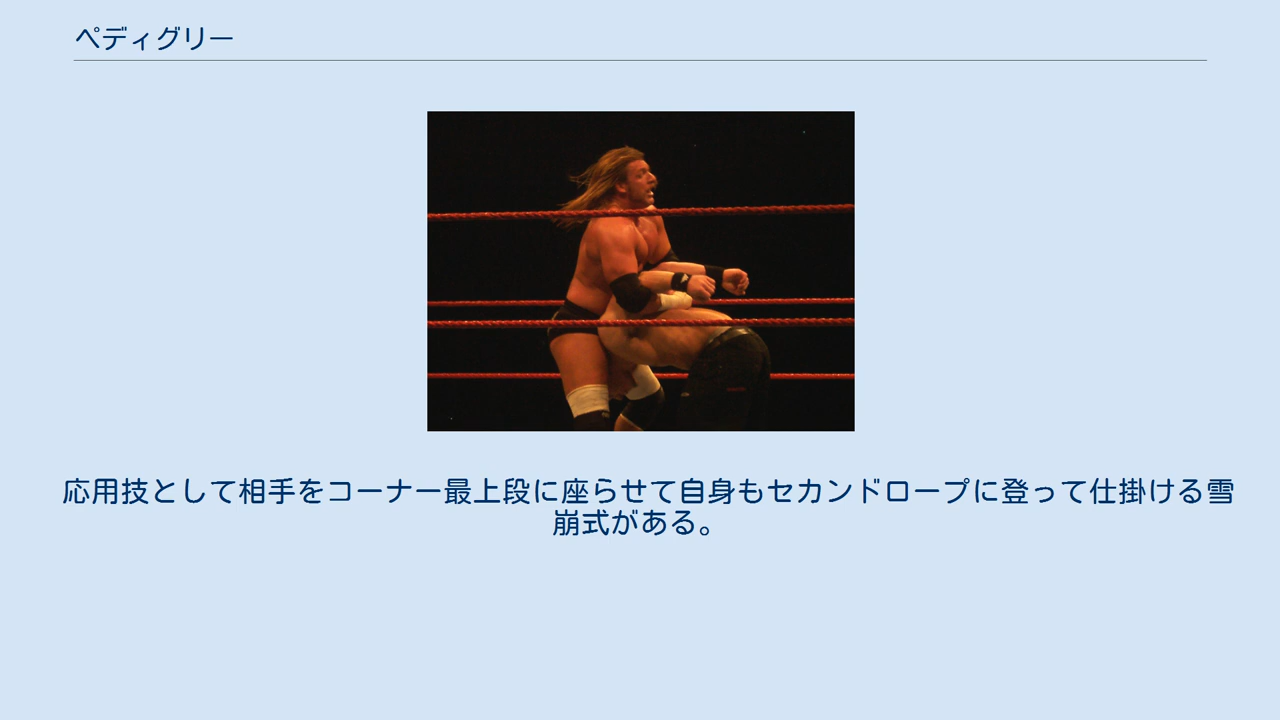 ペディグリー
応用技として相手をコーナー最上段に座らせて自身もセカンドロープに登って仕掛ける雪
崩式がある。